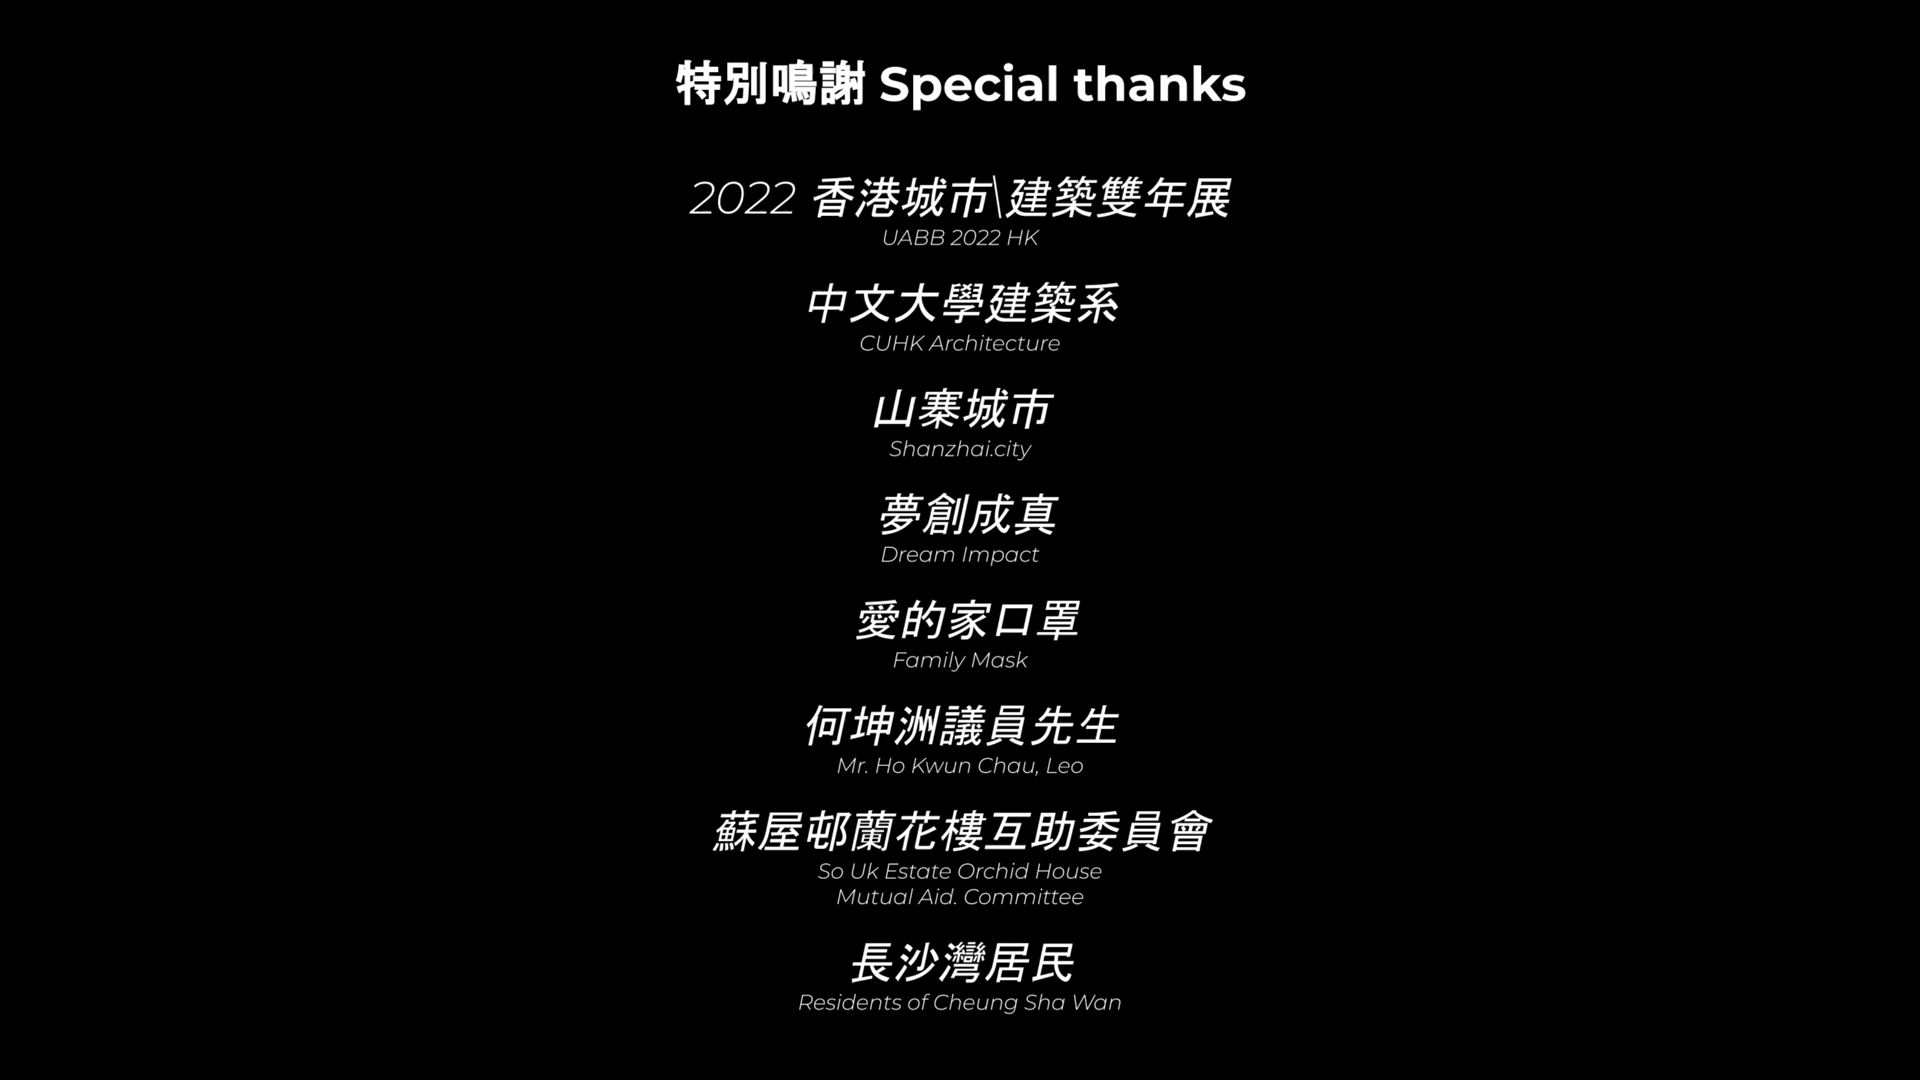 特別鳴謝 Special thanks
2022 香港城市\建築雙年展
UABB 2022 HK
中文大學建築系
CUHK Architecture
山寨城市
Shanzhai.city
夢創成真
Dream Impact
愛的家口罩
Family Mask
何坤洲議員先生
Mr. Ho Kwun Chau, Leo
蘇屋邨蘭花樓互助委員會
So Uk Estate Orchid House
Mutual Aid. Committee
長沙灣居民
Residents of Cheung Sha Wan